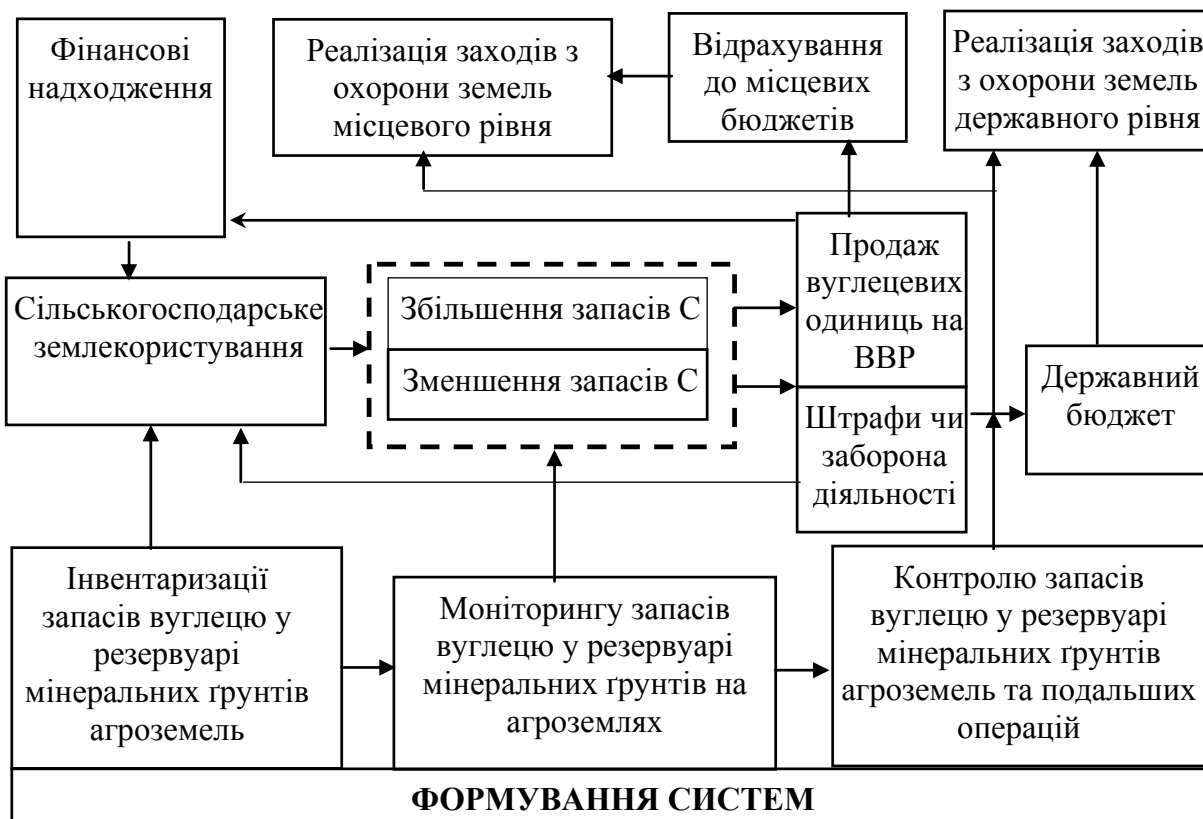 Фінансові
надходження
Реалізація заходів з
охорони земель
місцевого рівня
Відрахування
до місцевих
бюджетів
Реалізація заходів
з охорони земель
державного рівня
Сільськогосподарське
землекористування
Збільшення запасів С
Зменшення запасів С
Продаж
вуглецевих
одиниць на
ВВР
Штрафи чи
заборона
діяльності
Державний
бюджет
Інвентаризації
запасів вуглецю у
резервуарі
мінеральних ґрунтів
агроземель
Моніторингу запасів
вуглецю у резервуарі
мінеральних ґрунтів на
агроземлях
Контролю запасів
вуглецю у резервуарі
мінеральних ґрунтів
агроземель та подальших
операцій
ФОРМУВАННЯ СИСТЕМ